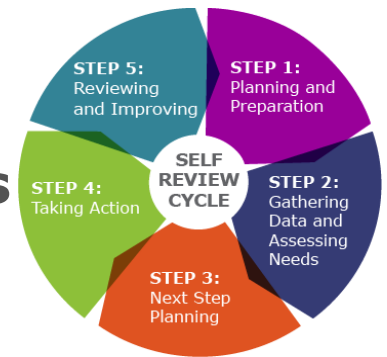 STEP 1:
Planning and
Preparation
STEP 2:
Gathering
Data and
Assessing
Needs
STEP 3:
Next Step
Planning
STEP 4:
Taking Action
STEP 5:
Reviewing
and Improving
SELF
REVIEW
CYCLE
s